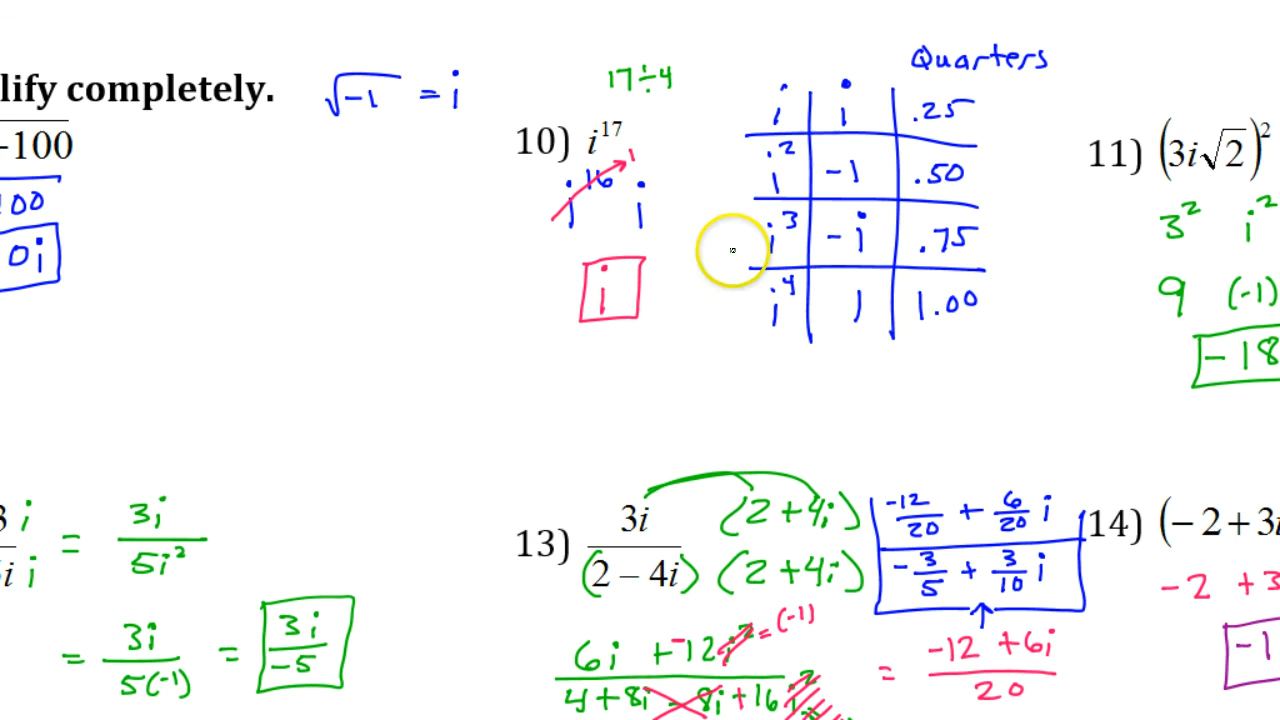 lify completely. √-1 = i
-100
00
0i
17÷4
10) i^17
i^16 1 i
i
Quarters
i | i | .25
i^2 | -1 | .50
i^3 | -i | .75
i^4 | 1 | 1.00
11) (3i√2)^2
3^2 i^2
9 (-1)
-18
3i = 3i/5i^2
i i
= 3i/5(-1) = 3i/-5
13) 3i/(2 – 4i) (2+4i)/(2+4i)
-12/20 + 6/20 i
-3/5 + 3/10 i
6i + -12i^2 = (-1)
4 + 8i - 8i + 16i^2
= -12 + 6i/20
14) (– 2 + 3i
-2 + 3
-1